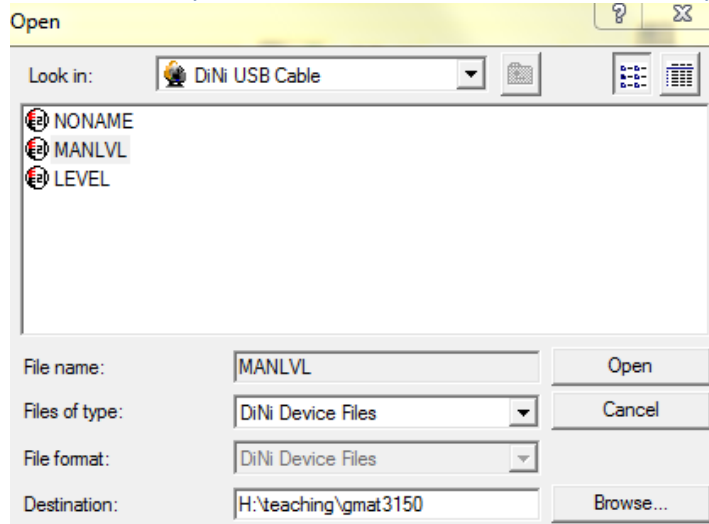 Open
Look in: DiNi USB Cable
NONAME
MANLVL
LEVEL
File name: MANLVL Open
Files of type: DiNi Device Files Cancel
File format: DiNi Device Files
Destination: H:\teaching\gmat3150 Browse...